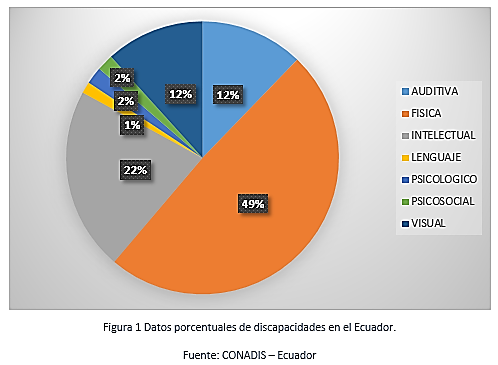 2%
12%
12%
2%
1%
22%
49%
AUDITIVA
FISICA
INTELECTUAL
LENGUAJE
PSICOLOGICO
PSICOSOCIAL
VISUAL
Figura 1 Datos porcentuales de discapacidades en el Ecuador.
Fuente: CONADIS – Ecuador